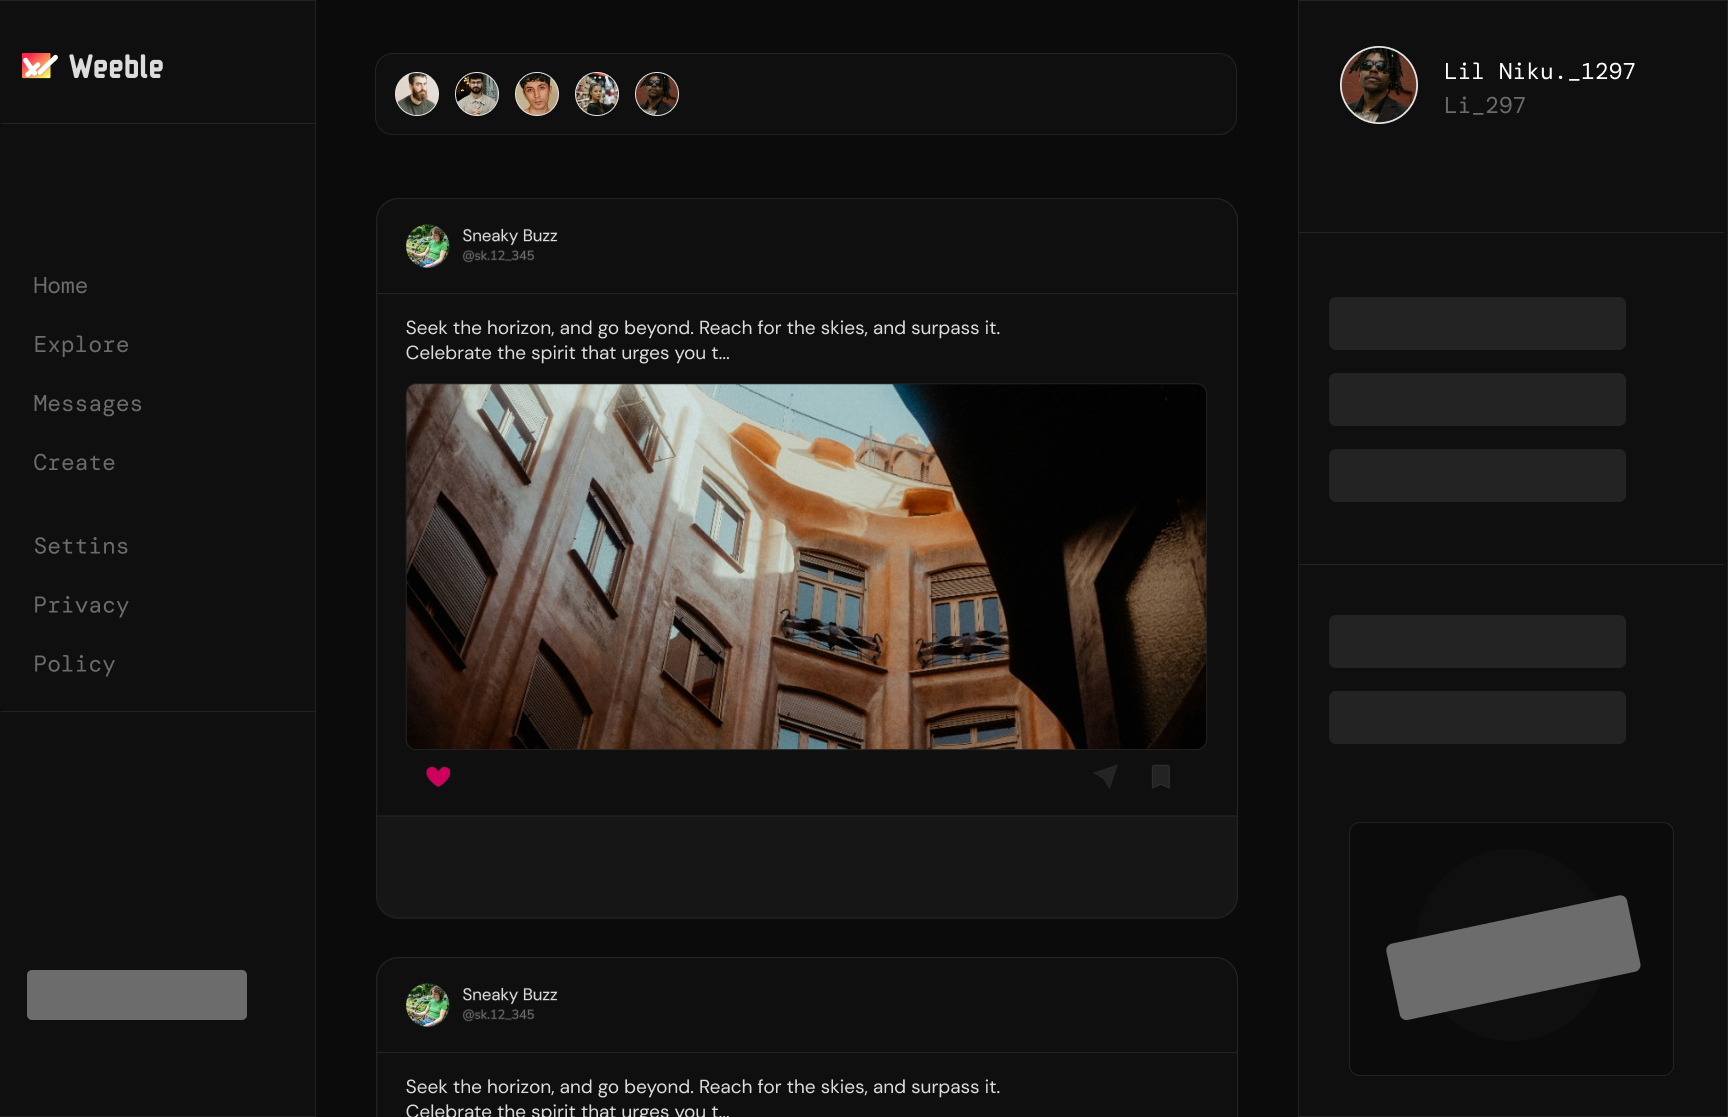 Weeble
Home
Explore
Messages
Create
Settins
Privacy
Policy
Sneaky Buzz
@sk.12_345
Seek the horizon, and go beyond. Reach for the skies, and surpass it.
Celebrate the spirit that urges you t...
Sneaky Buzz
@sk.12_345
Seek the horizon, and go beyond. Reach for the skies, and surpass it.
Celebrate the spirit that urges you t...
Lil Niku._1297
Li_297